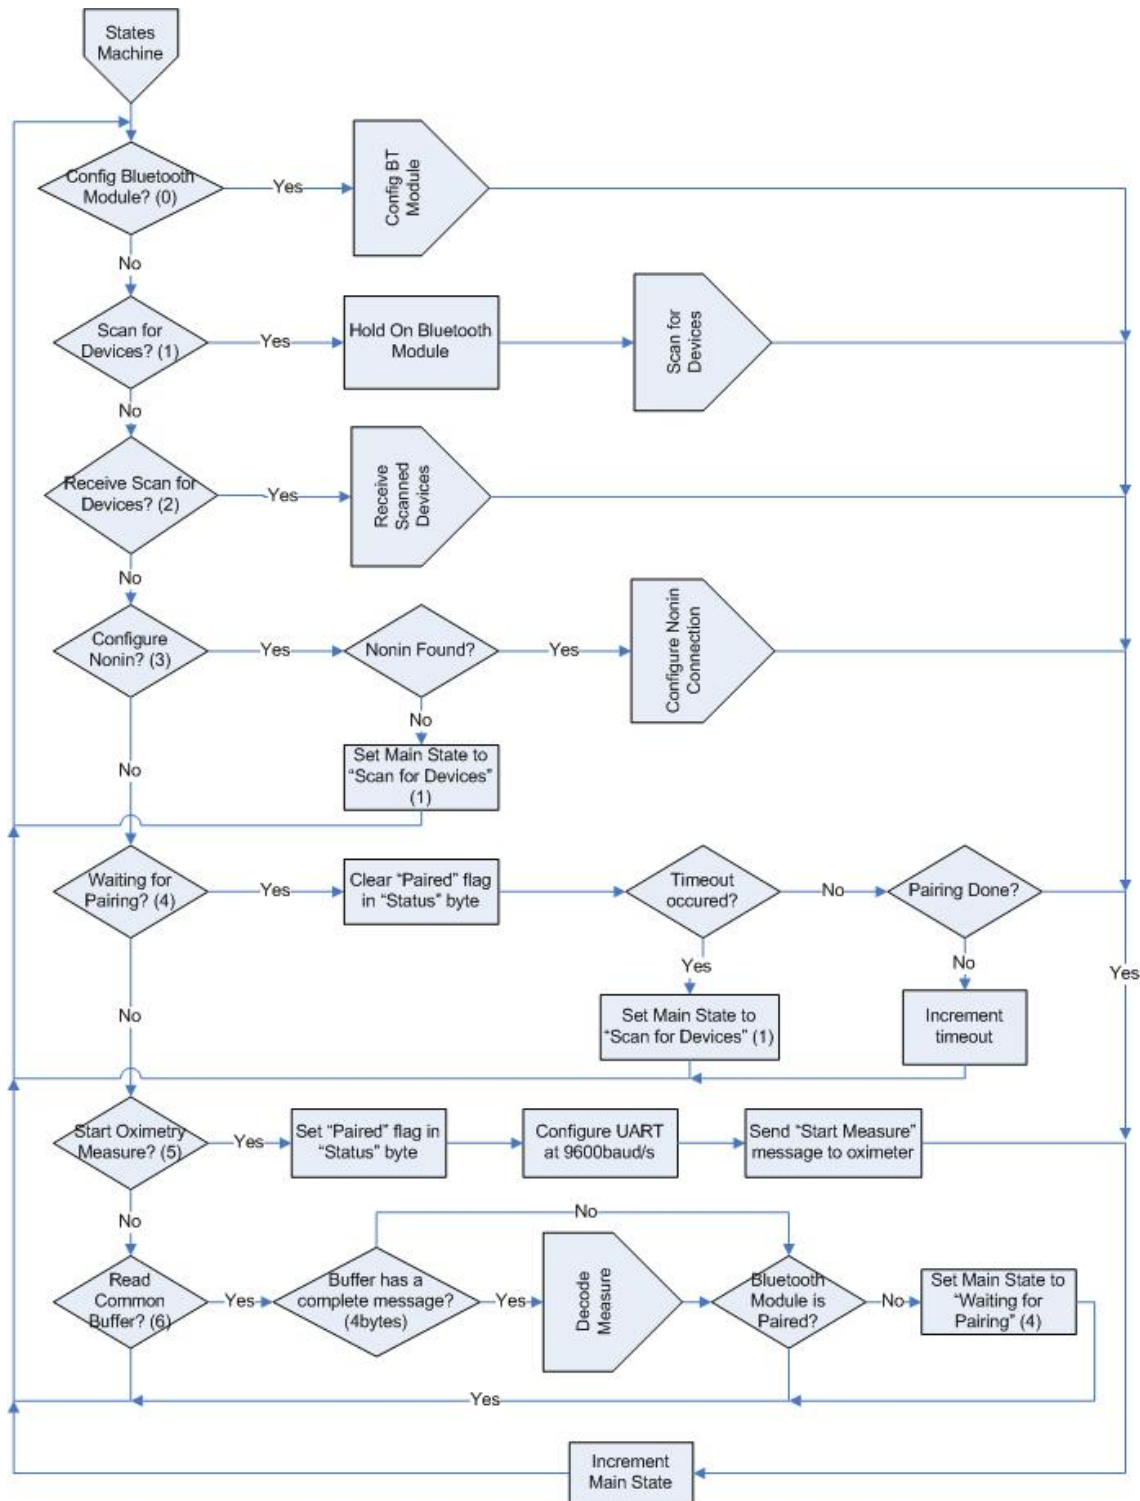 States
Machine
Config Bluetooth
Module? (0)
Yes
Config BT
Module
No
Scan for
Devices? (1)
Yes
Hold On Bluetooth
Module
Scan for
Devices
No
Receive Scan for
Devices? (2)
Yes
Receive
Scanned
Devices
No
Configure
Nonin? (3)
Yes
Nonin Found?
Yes
Configure Nonin
Connection
No
Set Main State to
“Scan for Devices”
(1)
No
Waiting for
Pairing? (4)
Yes
Clear “Paired” flag
in “Status” byte
Timeout
occured?
No
Pairing Done?
Yes
Yes
Set Main State to
“Scan for Devices” (1)
No
Increment
timeout
No
Start Oximetry
Measure? (5)
Yes
Set “Paired” flag in
“Status” byte
Configure UART
at 9600baud/s
Send “Start Measure”
message to oximeter
No
Read
Common
Buffer? (6)
Yes
Buffer has a
complete message?
(4bytes)
No
Yes
Decode
Measure
Bluetooth
Module is
Paired?
No
Set Main State to
“Waiting for
Pairing” (4)
Yes
Increment
Main State